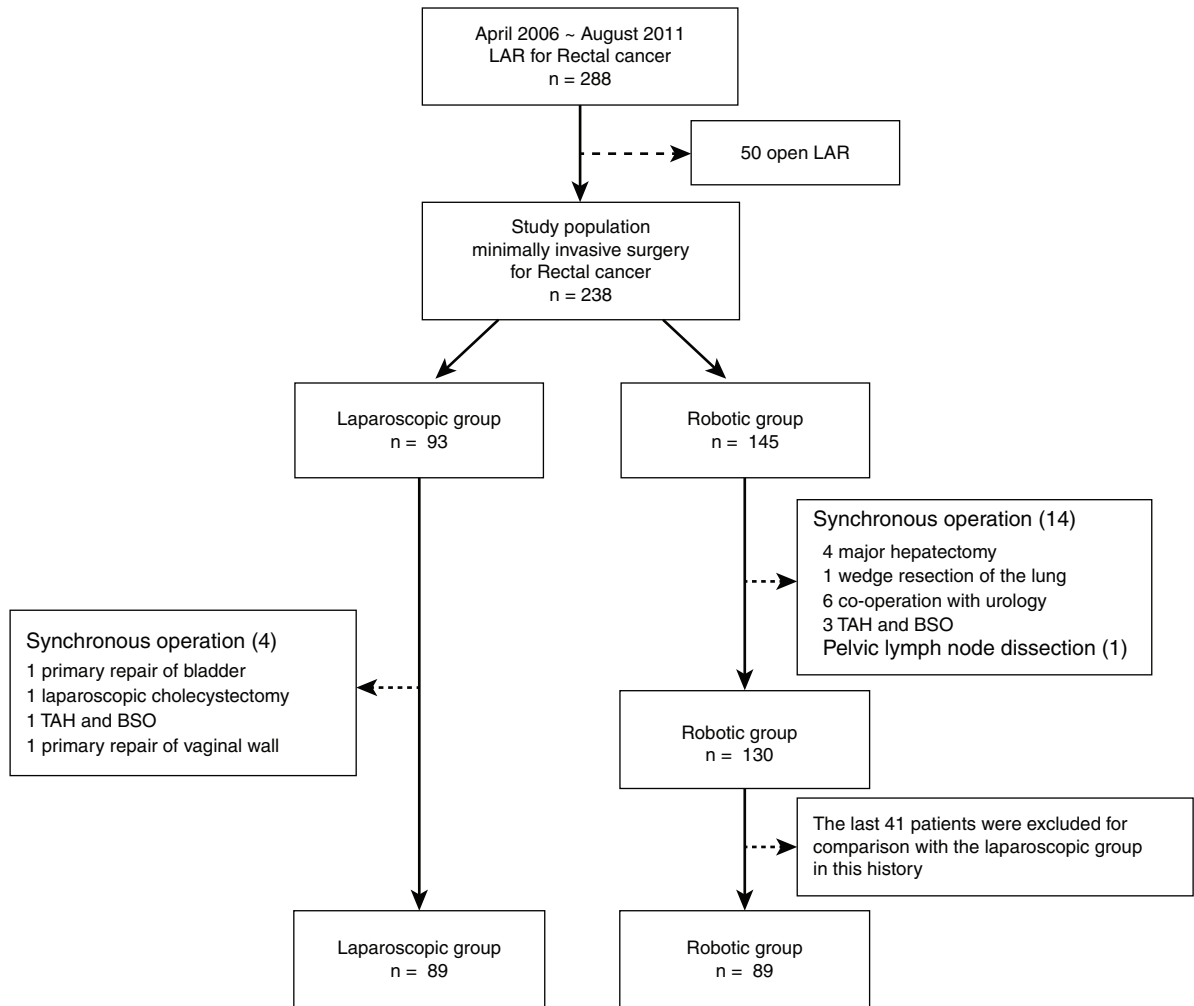 April 2006 ~ August 2011
LAR for Rectal cancer
n = 288
50 open LAR
Study population
minimally invasive surgery
for Rectal cancer
n = 238
Laparoscopic group
n = 93
Robotic group
n = 145
Synchronous operation (14)
4 major hepatectomy
1 wedge resection of the lung
6 co-operation with urology
3 TAH and BSO
Pelvic lymph node dissection (1)
Synchronous operation (4)
1 primary repair of bladder
1 laparoscopic cholecystectomy
1 TAH and BSO
1 primary repair of vaginal wall
Robotic group
n = 130
The last 41 patients were excluded for
comparison with the laparoscopic group
in this history
Laparoscopic group
n = 89
Robotic group
n = 89